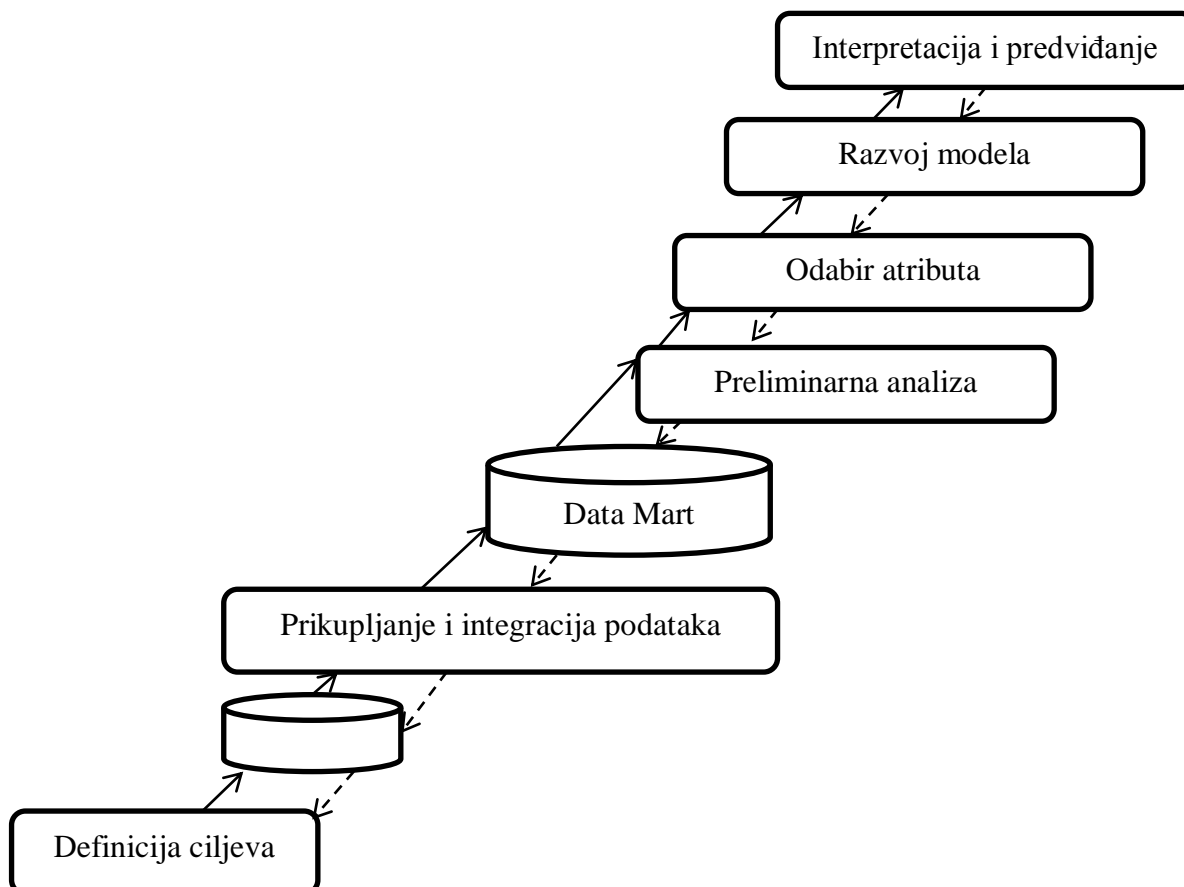 Interpretacija i predviđanje
Razvoj modela
Odabir atributa
Preliminarna analiza
Data Mart
Prikupljanje i integracija podataka
Definicija ciljeva